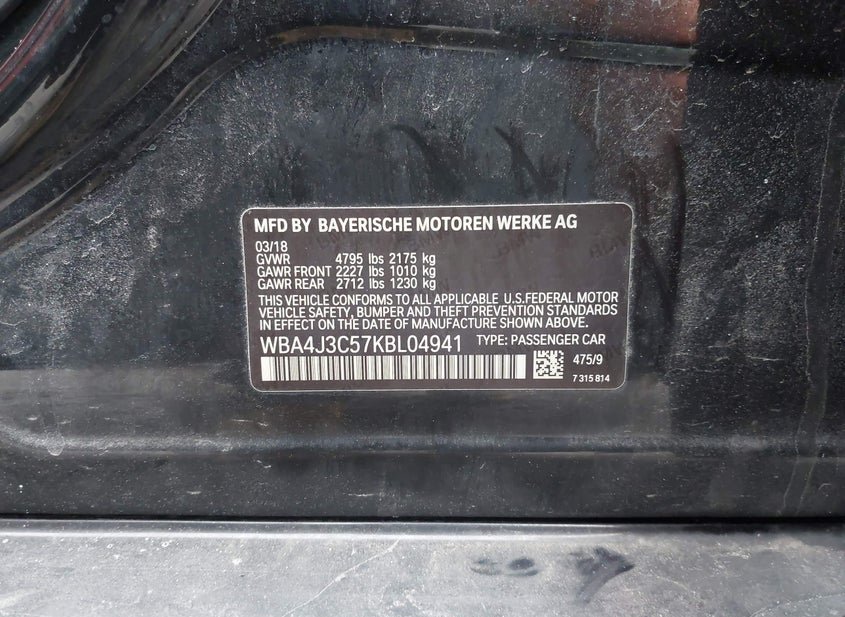 MFD BY BAYERISCHE MOTOREN WERKE AG
03/18
GVWR 4795 lbs 2175 kg
GAWR FRONT 2227 lbs 1010 kg
GAWR REAR 2712 lbs 1230 kg
THIS VEHICLE CONFORMS TO ALL APPLICABLE U.S.FEDERAL MOTOR
VEHICLE SAFETY, BUMPER AND THEFT PREVENTION STANDARDS
IN EFFECT ON THE DATE OF MANUFACTURE SHOWN ABOVE.
WBA4J3C57KBL04941 TYPE: PASSENGER CAR
475/9
7 315 814